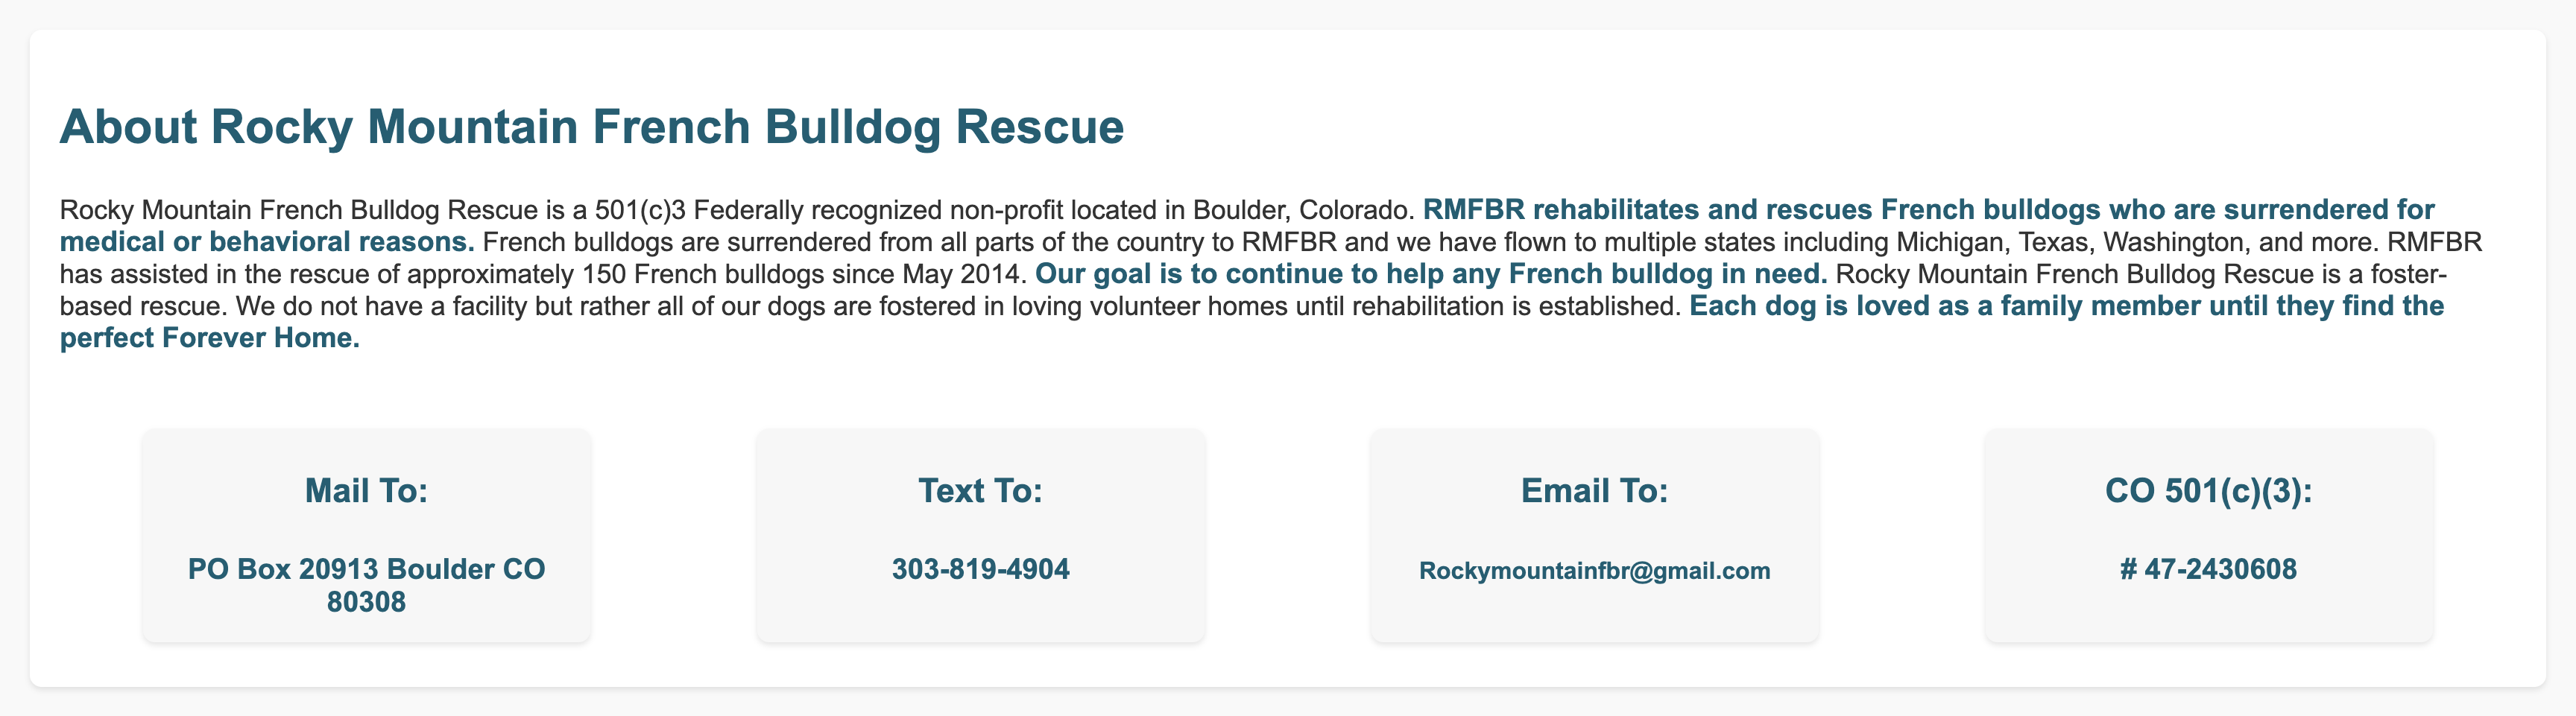 About Rocky Mountain French Bulldog Rescue
Rocky Mountain French Bulldog Rescue is a 501(c)3 Federally recognized non-profit located in Boulder, Colorado. RMFBR rehabilitates and rescues French bulldogs who are surrendered for
medical or behavioral reasons. French bulldogs are surrendered from all parts of the country to RMFBR and we have flown to multiple states including Michigan, Texas, Washington, and more. RMFBR
has assisted in the rescue of approximately 150 French bulldogs since May 2014. Our goal is to continue to help any French bulldog in need. Rocky Mountain French Bulldog Rescue is a foster-
based rescue. We do not have a facility but rather all of our dogs are fostered in loving volunteer homes until rehabilitation is established. Each dog is loved as a family member until they find the
perfect Forever Home.
Mail To:
PO Box 20913 Boulder CO
80308
Text To:
303-819-4904
Email To:
Rockymountainfbr@gmail.com
CO 501(c)(3):
# 47-2430608